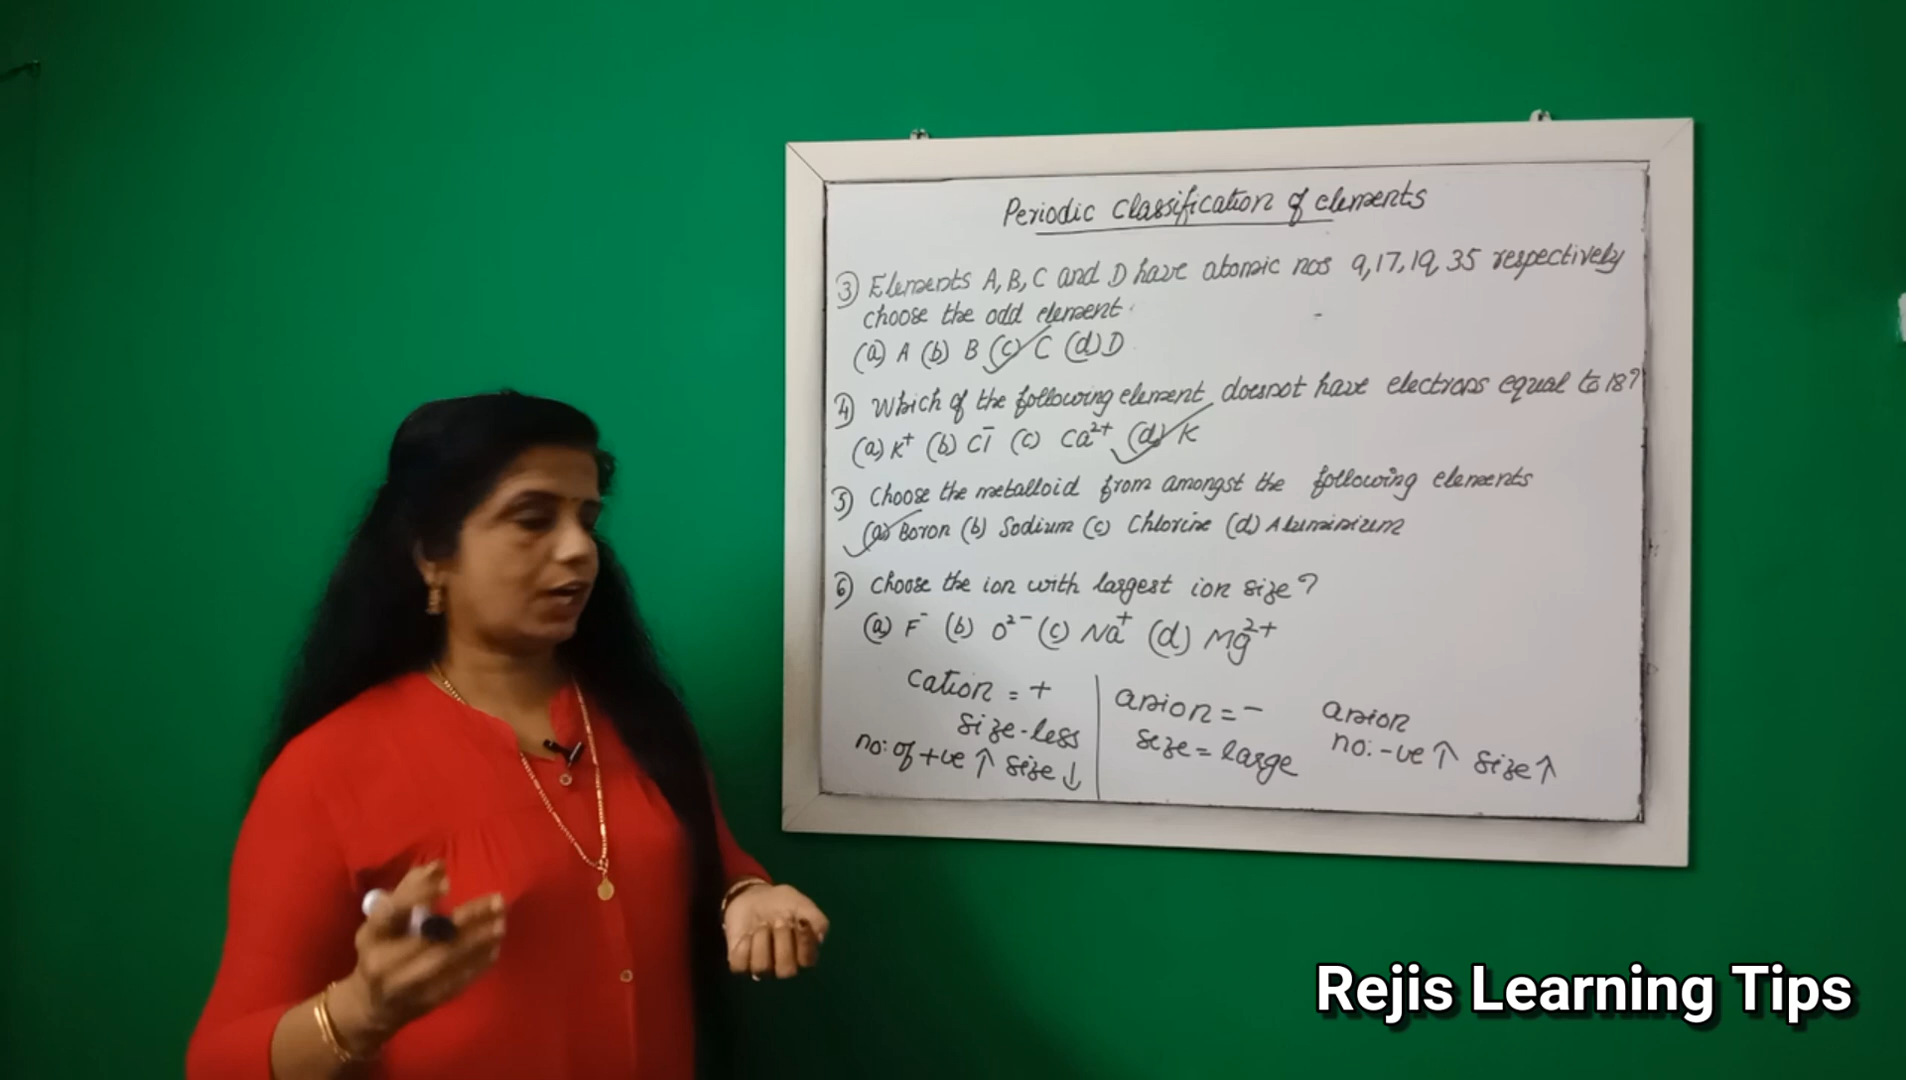 Periodic Classification of elements
③ Elements A, B, C and D have atomic nos 9, 17, 19, 35 respectively
choose the odd element.
(a) A (b) B (c) C (d) D
④ Which of the following element doesnot have electrons equal to 18?
(a) K⁺ (b) Cl⁻ (c) Ca²⁺ (d) K
⑤ Choose the metalloid from amongst the following elements
(a) Boron (b) Sodium (c) Chlorine (d) Aluminium
⑥ Choose the ion with largest ion size?
(a) F⁻ (b) O²⁻ (c) Na⁺ (d) Mg²⁺
Cation = +
size - less
no: of +ve ↑ size ↓
anion = -
size = large
anion
no: -ve ↑ size ↑
Rejis Learning Tips